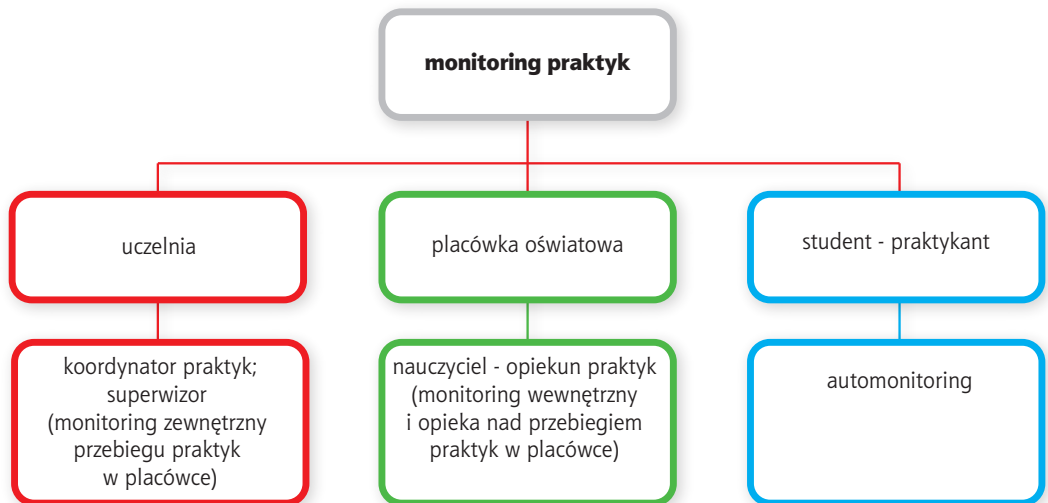 monitoring praktyk
uczelnia
placówka oświatowa
student - praktykant
koordynator praktyk;
superwizor
(monitoring zewnętrzny
przebiegu praktyk
w placówce)
nauczyciel - opiekun praktyk
(monitoring wewnętrzny
i opieka nad przebiegiem
praktyk w placówce)
automonitoring